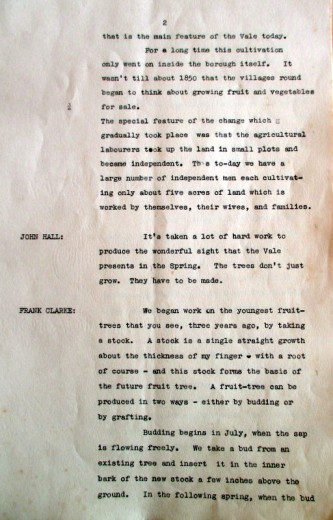 2
that is the main feature of the Vale today.
For a long time this cultivation
only went on inside the borough itself. It
wasn't till about 1850 that the villages round
began to think about growing fruit and vegetables
for sale.
The special feature of the change which
gradually took place was that the agricultural
labourers took up the land in small plots and
became independent. Thus to-day we have a
large number of independent men each cultivat-
ing only about five acres of land which is
worked by themselves, their wives, and families.
JOHN HALL: It's taken a lot of hard work to
produce the wonderful sight that the Vale
presents in the Spring. The trees don't just
grow. They have to be made.
FRANK CLARKE: We began work on the youngest fruit-
trees that you see, three years ago, by taking
a stock. A stock is a single straight growth
about the thickness of my finger - with a root
of course - and this stock forms the basis of
the future fruit tree. A fruit-tree can be
produced in two ways - either by budding or
by grafting.
Budding begins in July, when the sap
is flowing freely. We take a bud from an
existing tree and insert it in the inner
bark of the new stock a few inches above the
ground. In the following spring, when the bud